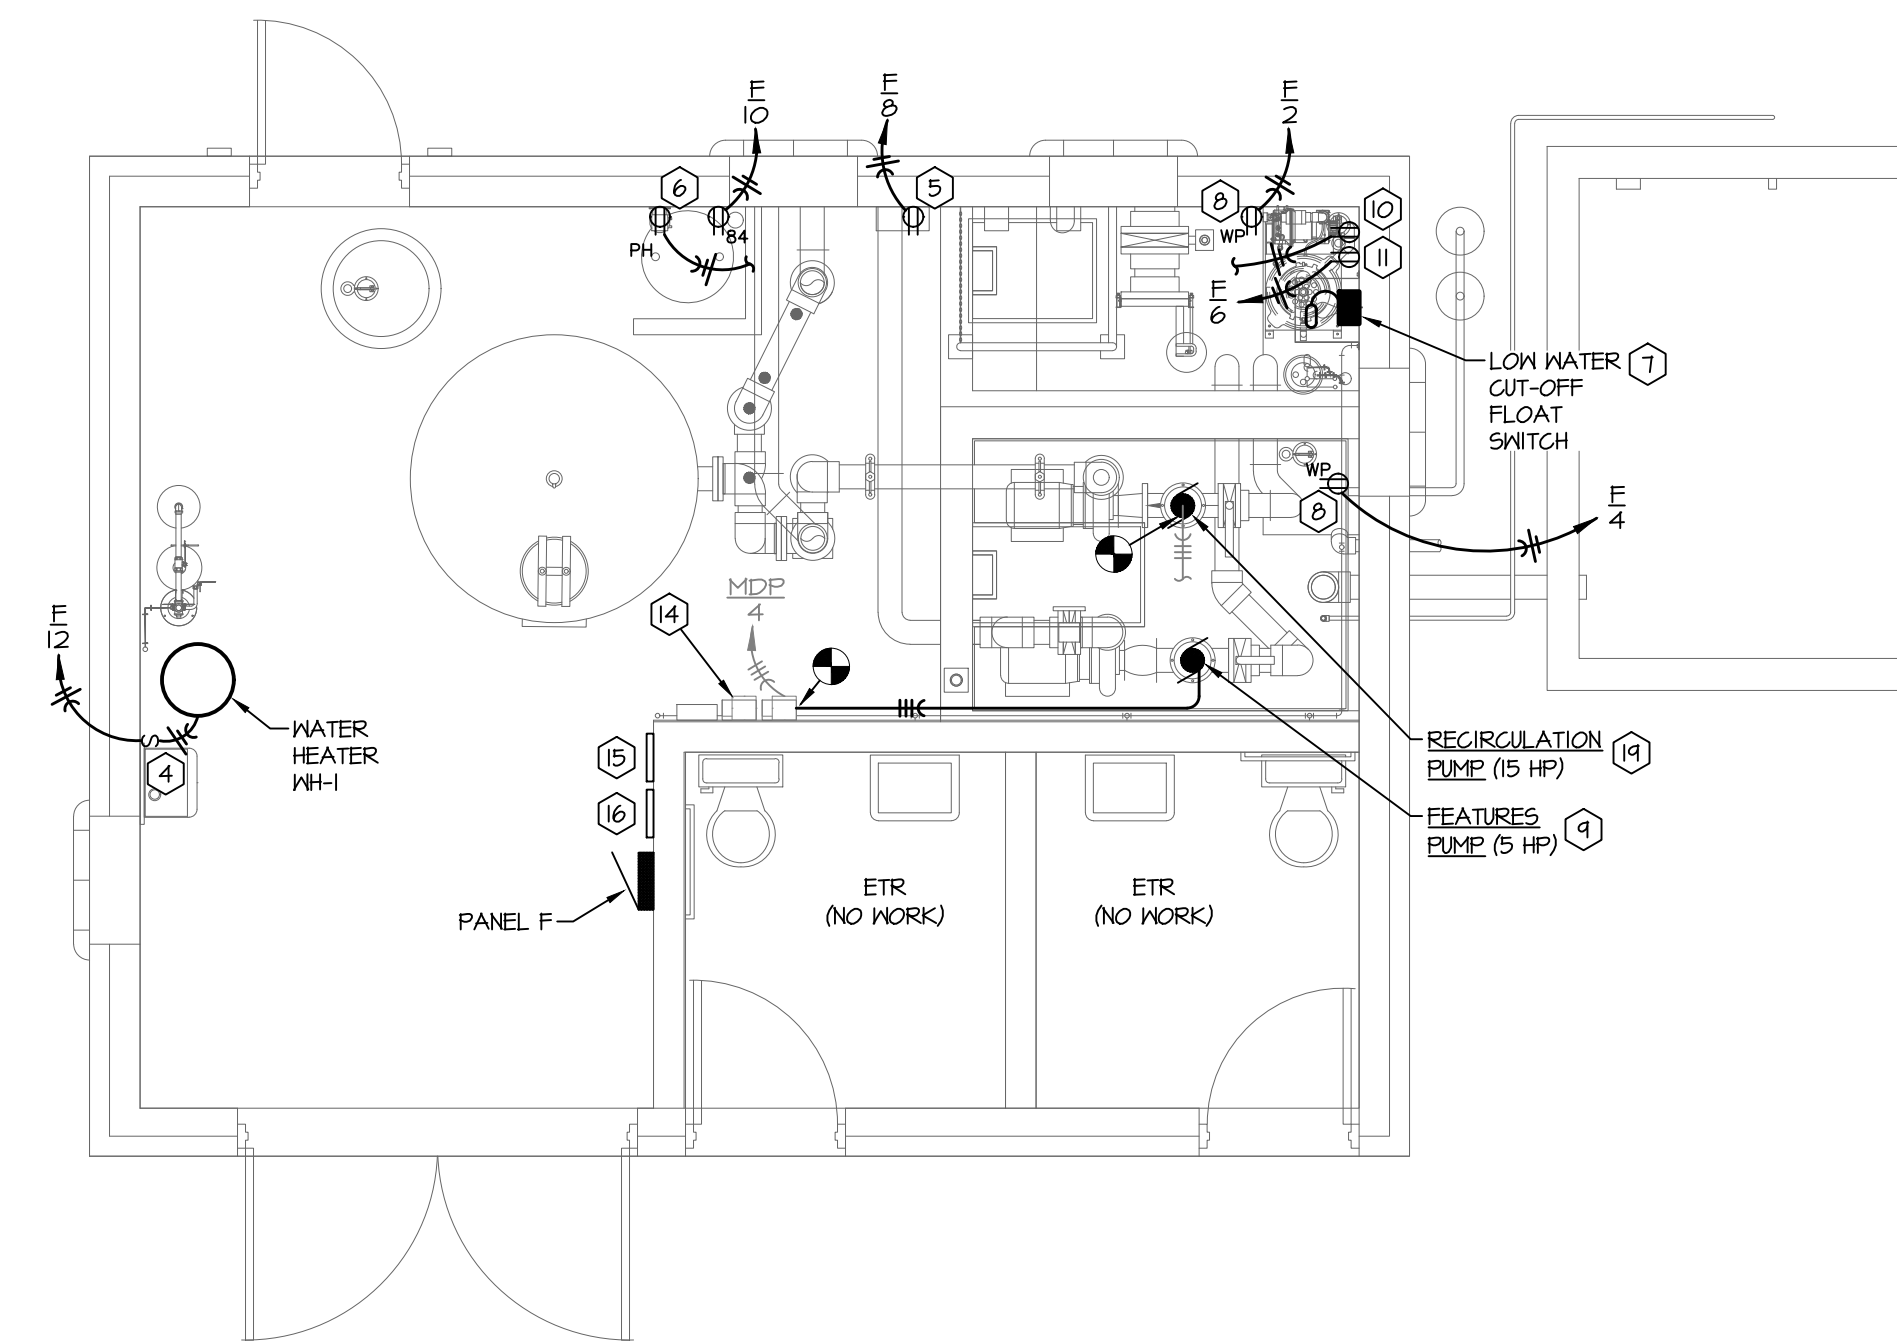 F
10
F
8
F
2
6
5
8
10
84
WP
PH
11
F
6
LOW WATER
CUT-OFF
FLOAT
SWITCH
7
WP
8
F
4
MDP
4
14
F
12
S
WATER
HEATER
WH-1
4
15
16
RECIRCULATION
PUMP (15 HP)
19
FEATURES
PUMP (5 HP)
9
PANEL F
ETR
(NO WORK)
ETR
(NO WORK)